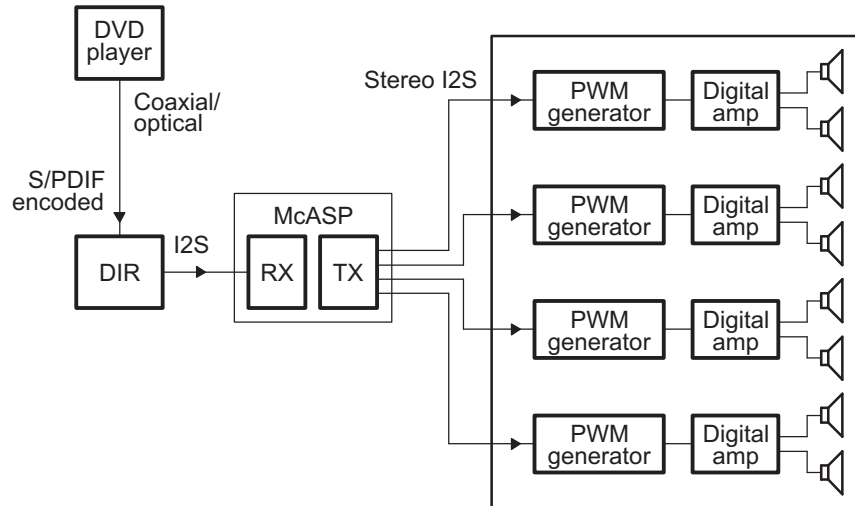 DVD
player
Coaxial/
optical
S/PDIF
encoded
DIR
I2S
McASP
RX
TX
Stereo I2S
PWM
generator
Digital
amp
PWM
generator
Digital
amp
PWM
generator
Digital
amp
PWM
generator
Digital
amp